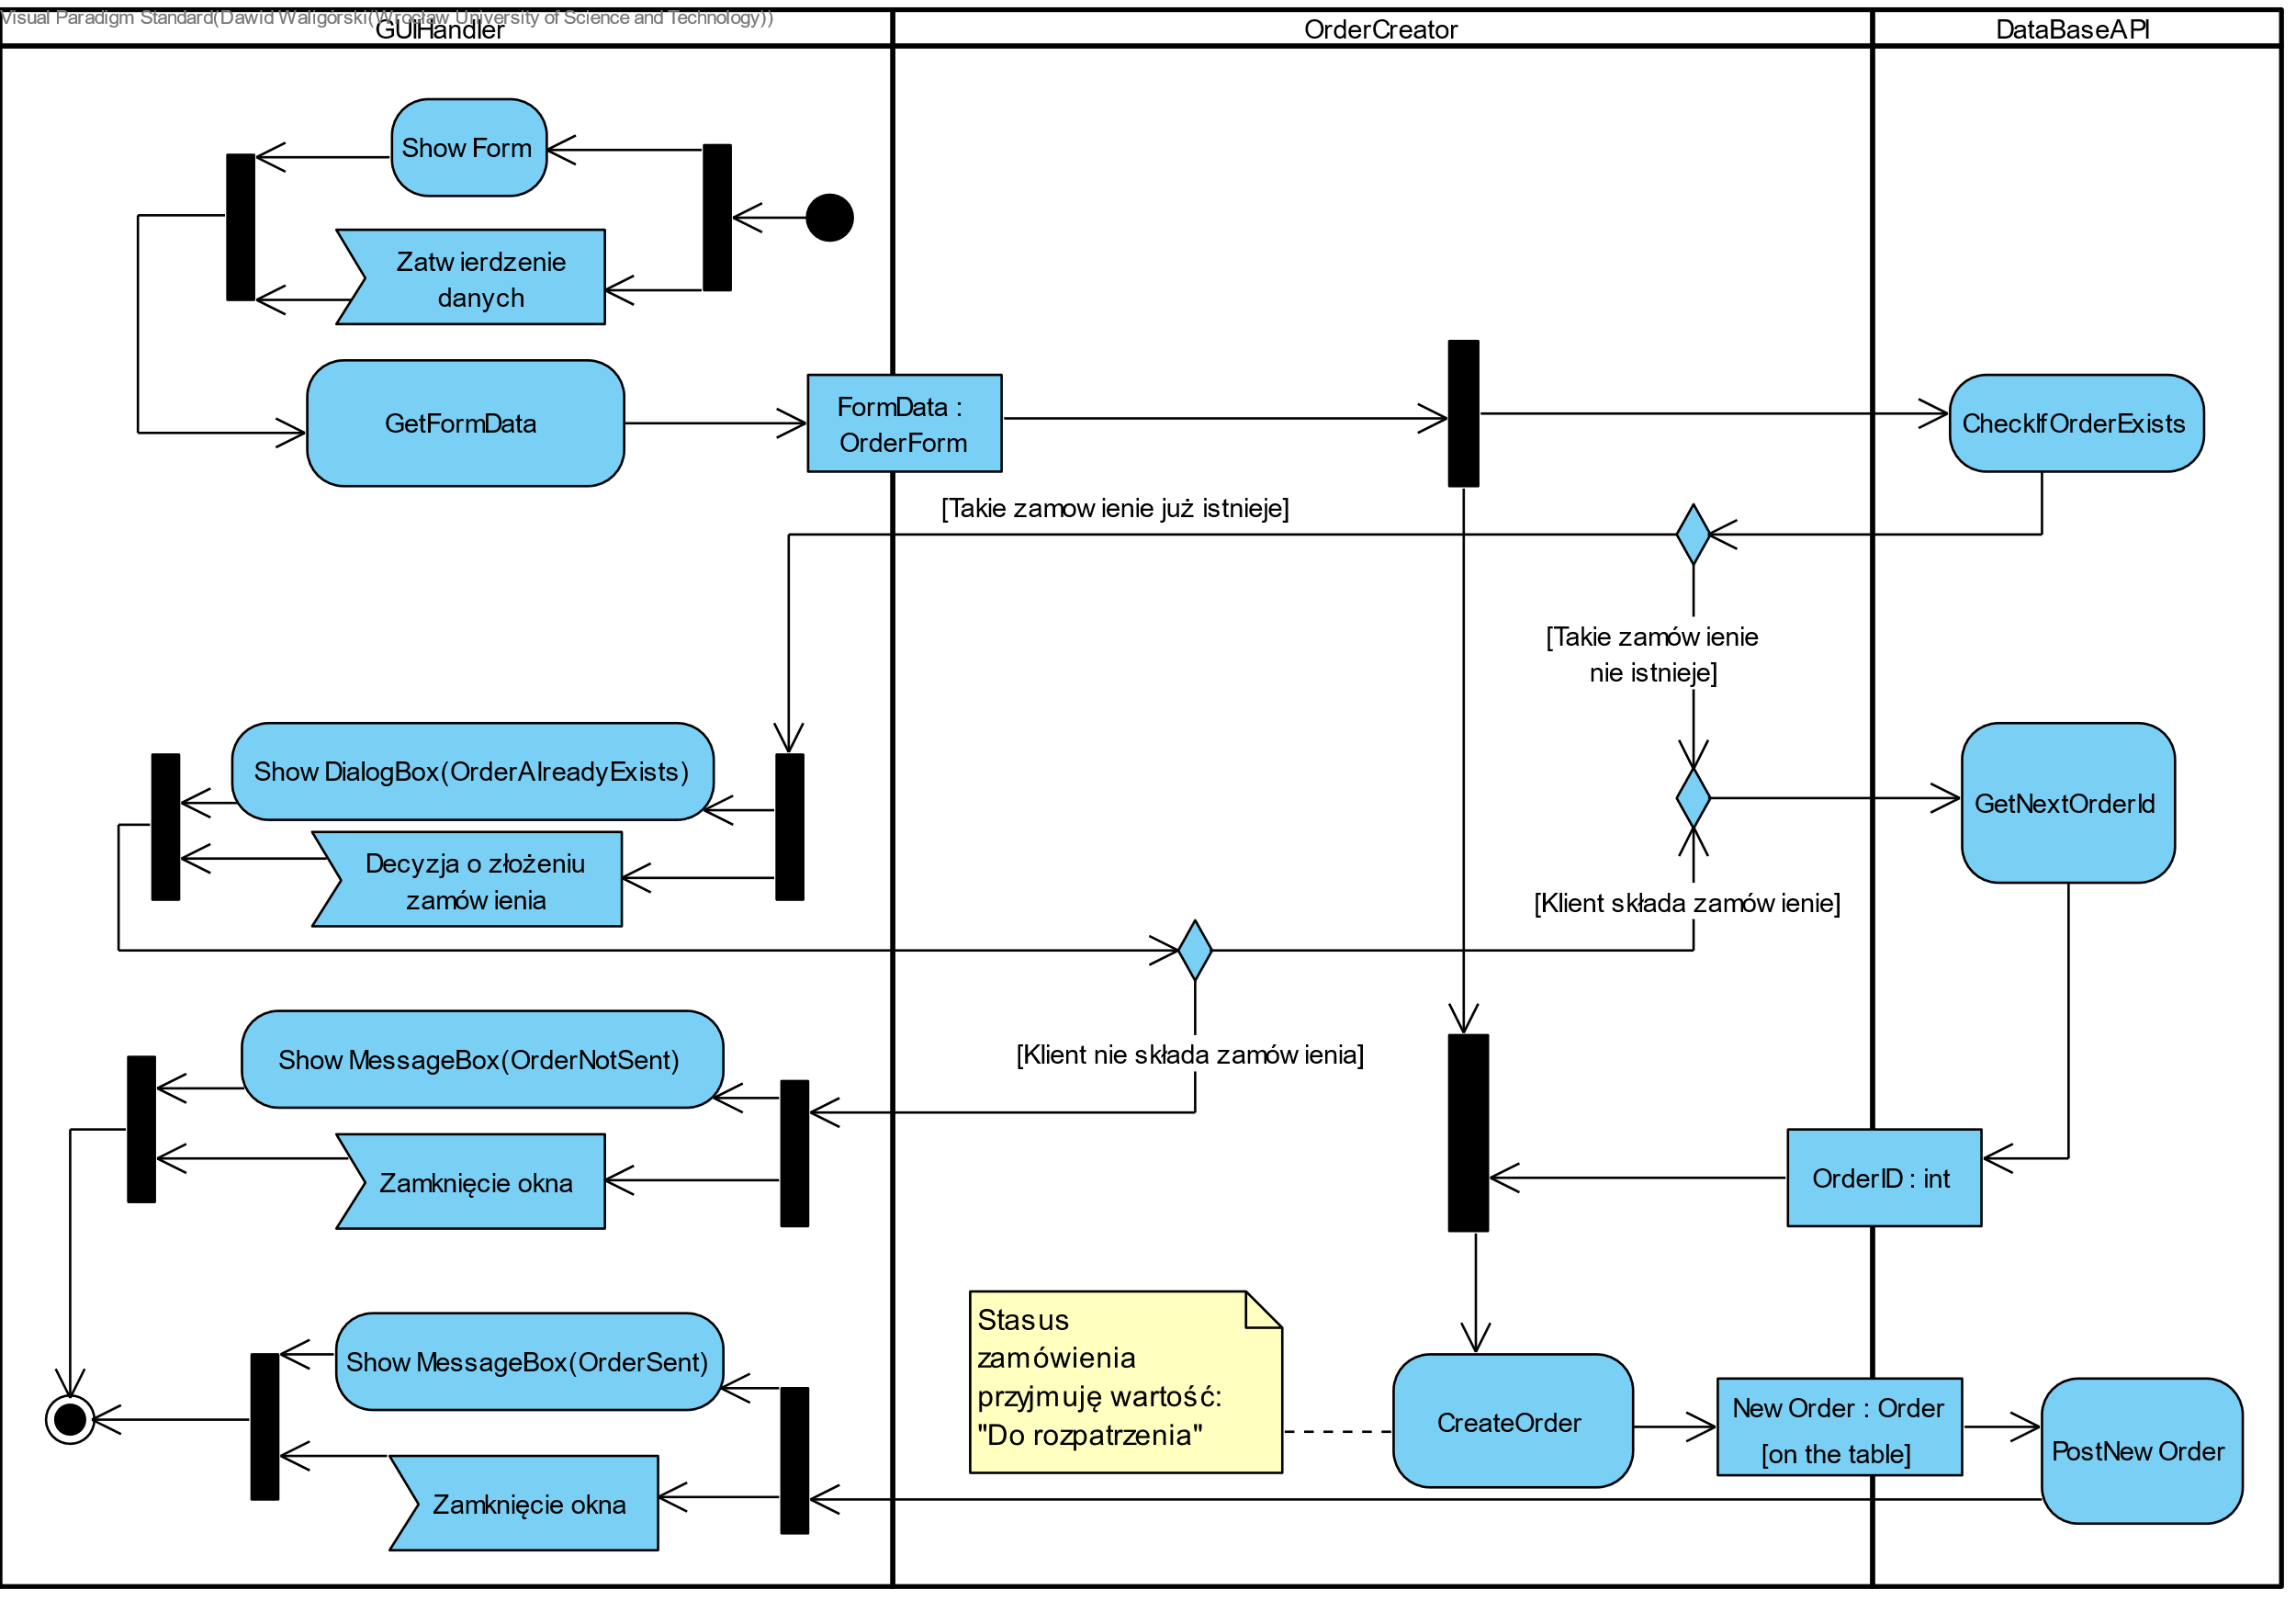 Visual Paradigm Standard(Dawid Waligórski(Wrocław University of Science and Technology))
GUIHandler
OrderCreator
DataBaseAPI
Show Form
Zatwierdzenie
danych
GetFormData
FormData :
OrderForm
CheckIfOrderExists
[Takie zamowienie już istnieje]
[Takie zamówienie
nie istnieje]
Show DialogBox(OrderAlreadyExists)
GetNextOrderId
Decyzja o złożeniu
zamówienia
[Klient składa zamówienie]
Show MessageBox(OrderNotSent)
[Klient nie składa zamówienia]
Zamknięcie okna
OrderID : int
Stasus
zamówienia
przyjmuję wartość:
"Do rozpatrzenia"
Show MessageBox(OrderSent)
CreateOrder
New Order : Order
[on the table]
PostNew Order
Zamknięcie okna